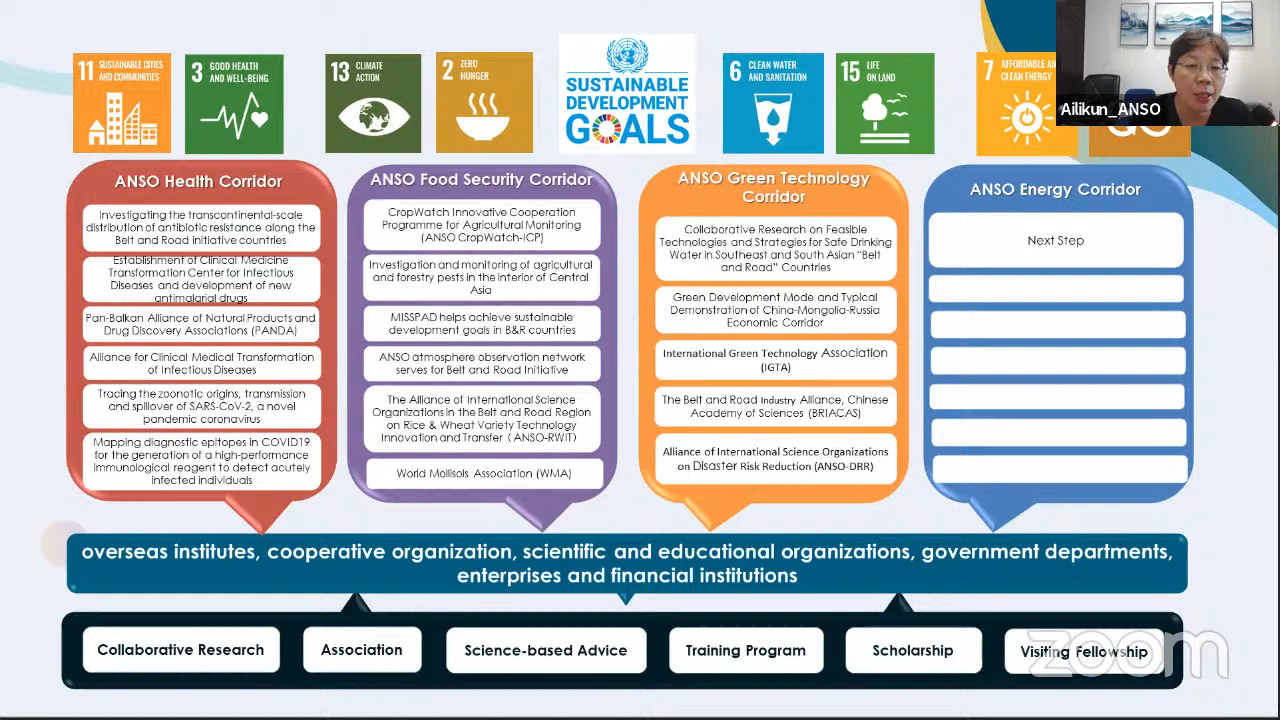 11 SUSTAINABLE CITIES
AND COMMUNITIES
3 GOOD HEALTH
AND WELL-BEING
13 CLIMATE
ACTION
2 ZERO
HUNGER
SUSTAINABLE
DEVELOPMENT
GOALS
6 CLEAN WATER
AND SANITATION
15 LIFE
ON LAND
7 AFFORDABLE AN
CLEAN ENERGY
Ailikun_ANSO
ANSO Health Corridor
Investigating the transcontinental-scale
distribution of antibiotic resistance along the
Belt and Road initiative countries
Establishment of Clinical Medicine
Transformation Center for Infectious
Diseases and development of new
antimalarial drugs
Pan-Balkan Alliance of Natural Products and
Drug Discovery Associations (PANDA)
Alliance for Clinical Medical Transformation
of Infectious Diseases
Tracing the zoonotic origins, transmission
and spillover of SARS-CoV-2, a novel
pandemic coronavirus
Mapping diagnostic epitopes in COVID19
for the generation of a high-performance
immunological reagent to detect acutely
infected individuals
ANSO Food Security Corridor
CropWatch Innovative Cooperation
Programme for Agricultural Monitoring
(ANSO CropWatch-ICP)
Investigation and monitoring of agricultural
and forestry pests in the interior of Central
Asia
MISSPAD helps achieve sustainable
development goals in B&R countries
ANSO atmosphere observation network
serves for Belt and Road Initiative
The Alliance of International Science
Organizations in the Belt and Road Region
on Rice & Wheat Variety Technology
Innovation and Transfer (ANSO-RWIT)
World Mollisols Association (WMA)
ANSO Green Technology
Corridor
Collaborative Research on Feasible
Technologies and Strategies for Safe Drinking
Water in Southeast and South Asian "Belt
and Road" Countries
Green Development Mode and Typical
Demonstration of China-Mongolia-Russia
Economic Corridor
International Green Technology Association
(IGTA)
The Belt and Road Industry Alliance, Chinese
Academy of Sciences (BRIACAS)
Alliance of International Science Organizations
on Disaster Risk Reduction (ANSO-DRR)
ANSO Energy Corridor
Next Step
overseas institutes, cooperative organization, scientific and educational organizations, government departments,
enterprises and financial institutions
Collaborative Research
Association
Science-based Advice
Training Program
Scholarship
Visiting Fellowship
zoom